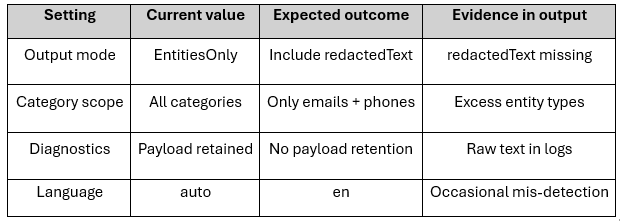 Setting Current value Expected outcome Evidence in output
Output mode EntitiesOnly Include redactedText redactedText missing
Category scope All categories Only emails + phones Excess entity types
Diagnostics Payload retained No payload retention Raw text in logs
Language auto en Occasional mis-detection